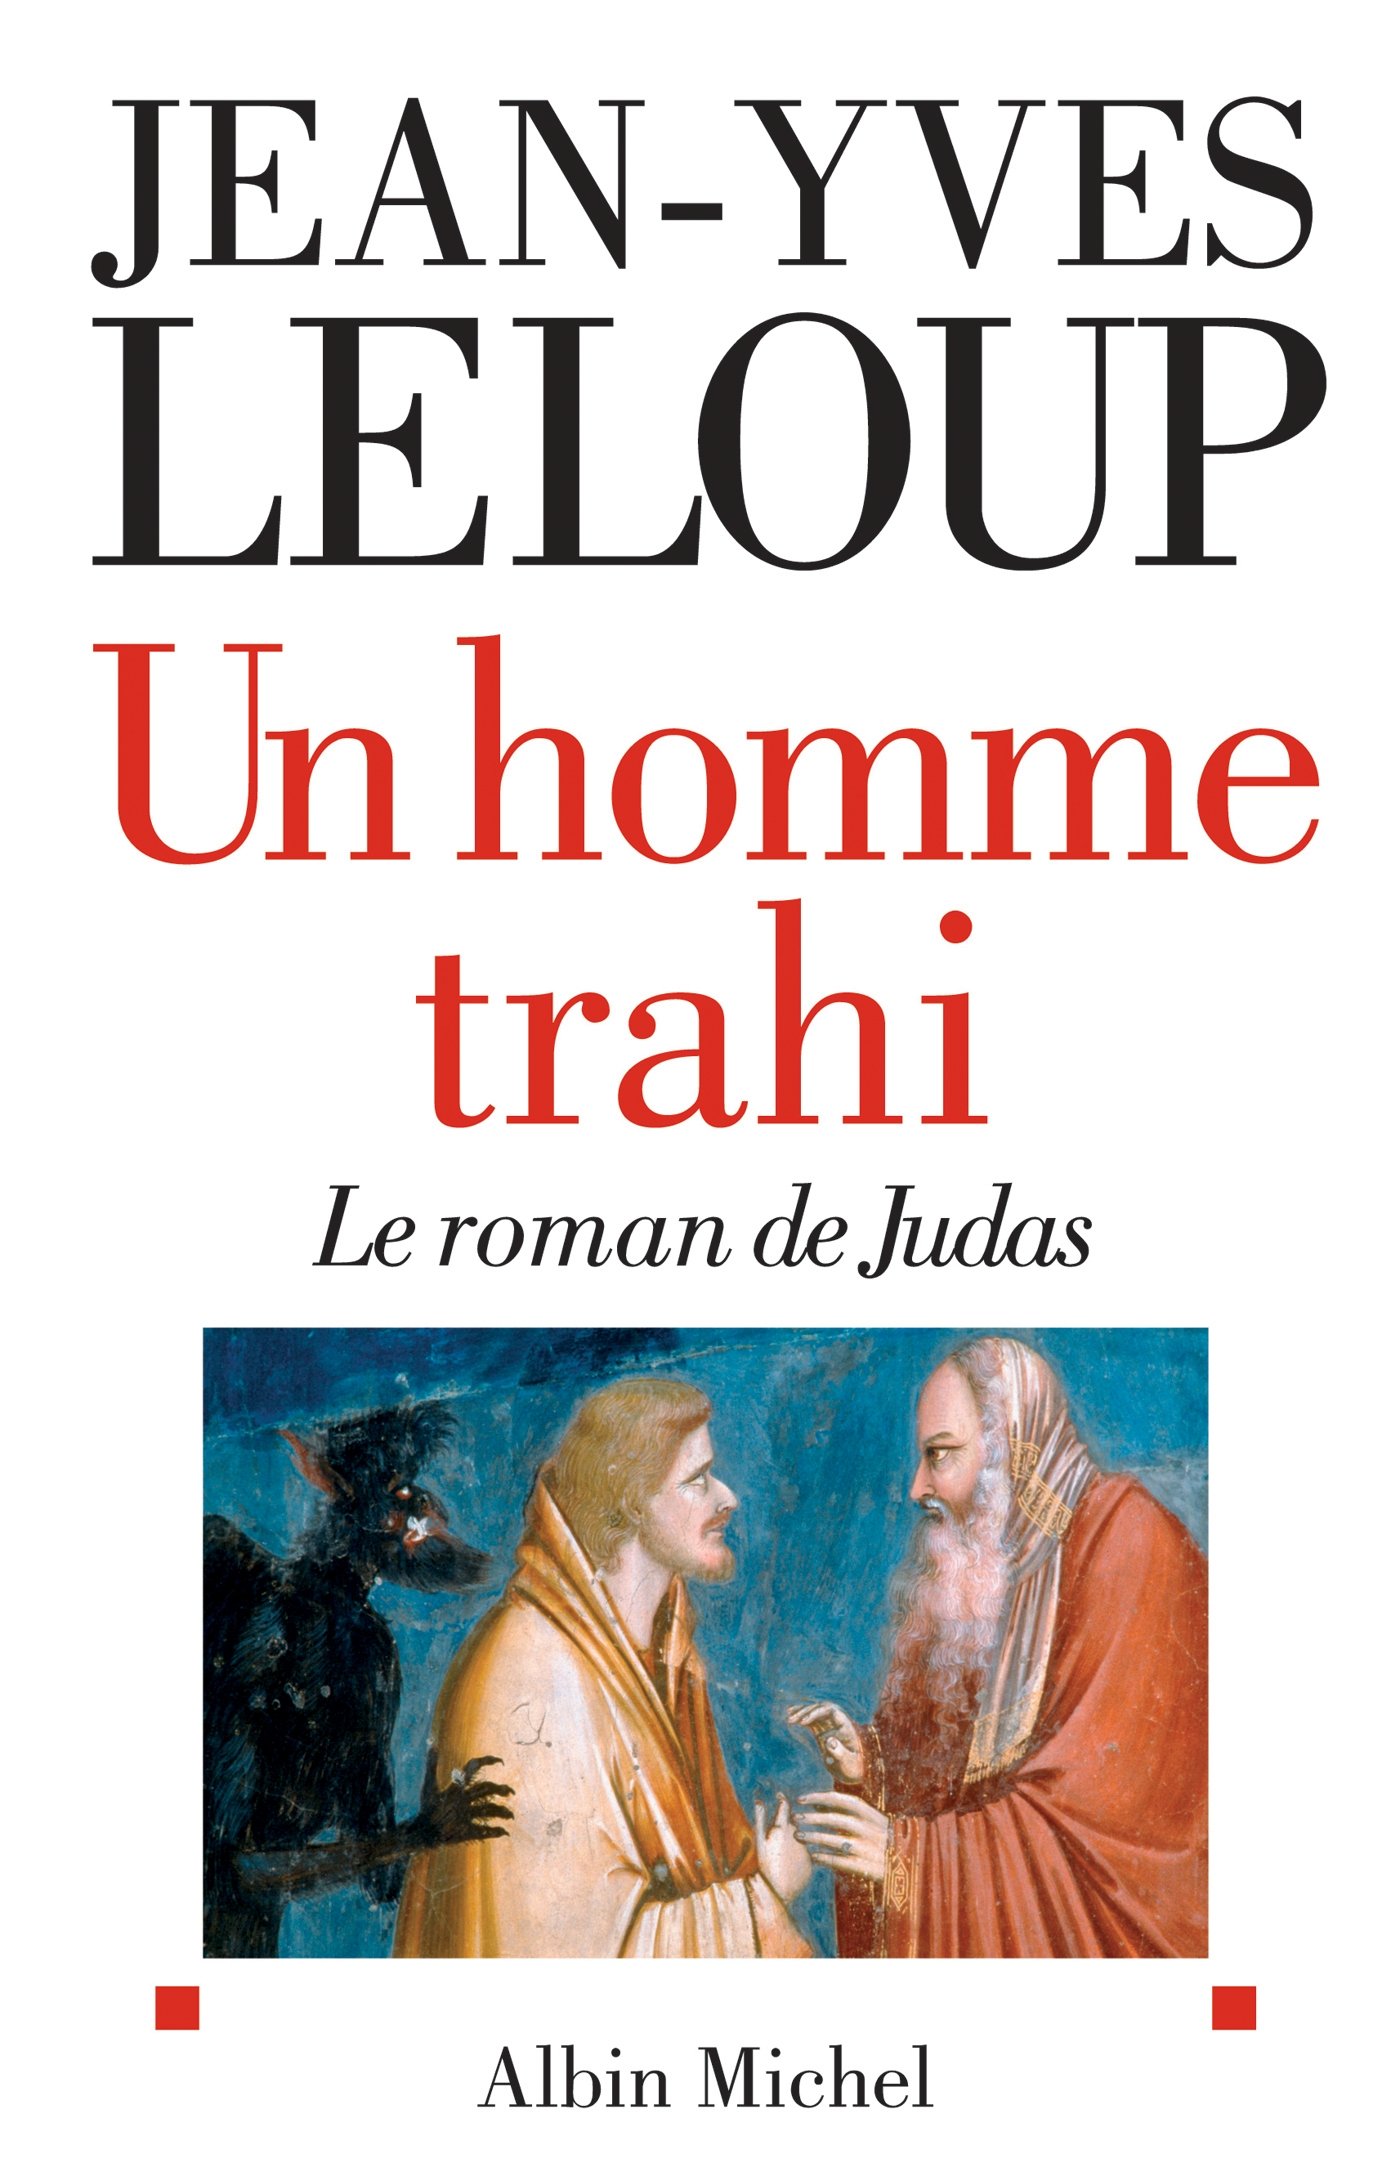 JEAN-YVES
LELOUP
Un homme
trahi
Le roman de Judas
Albin Michel